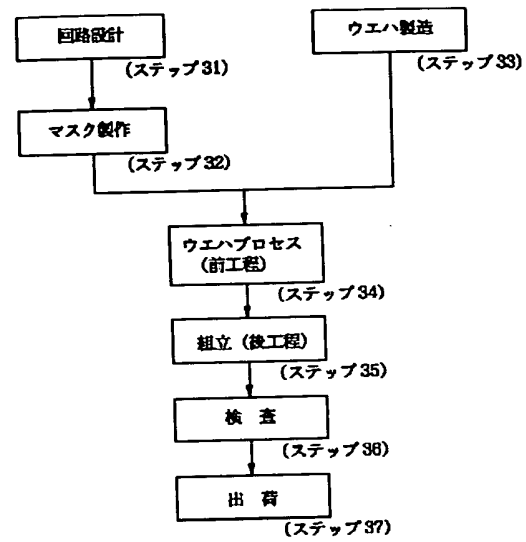 回路設計
(ステップ31)
ウエハ製造
(ステップ33)
マスク製作
(ステップ32)
ウエハプロセス
(前工程)
(ステップ34)
組立(後工程)
(ステップ35)
検 査
(ステップ36)
出 荷
(ステップ37)